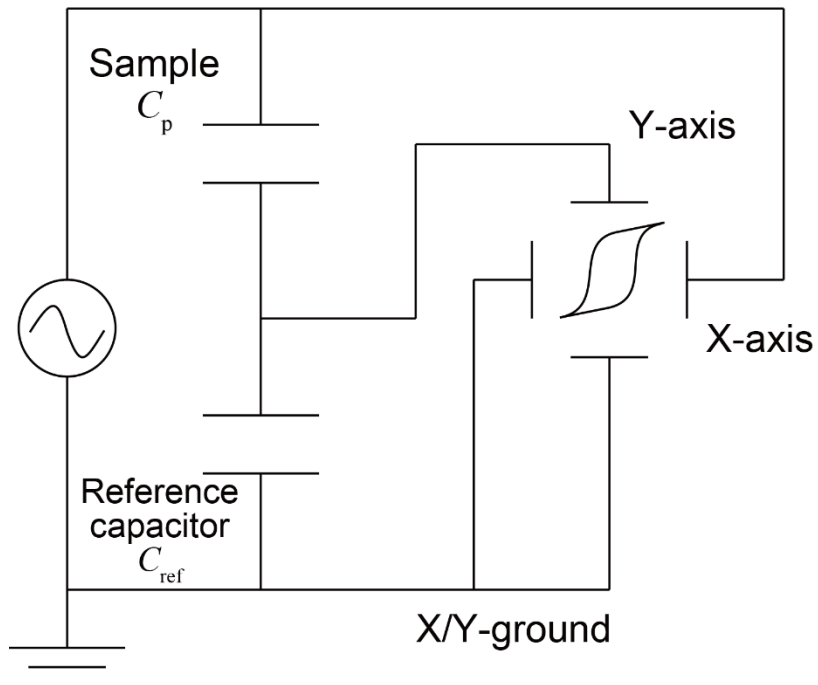 Sample
Cp
Y-axis
X-axis
Reference
capacitor
Cref
X/Y-ground